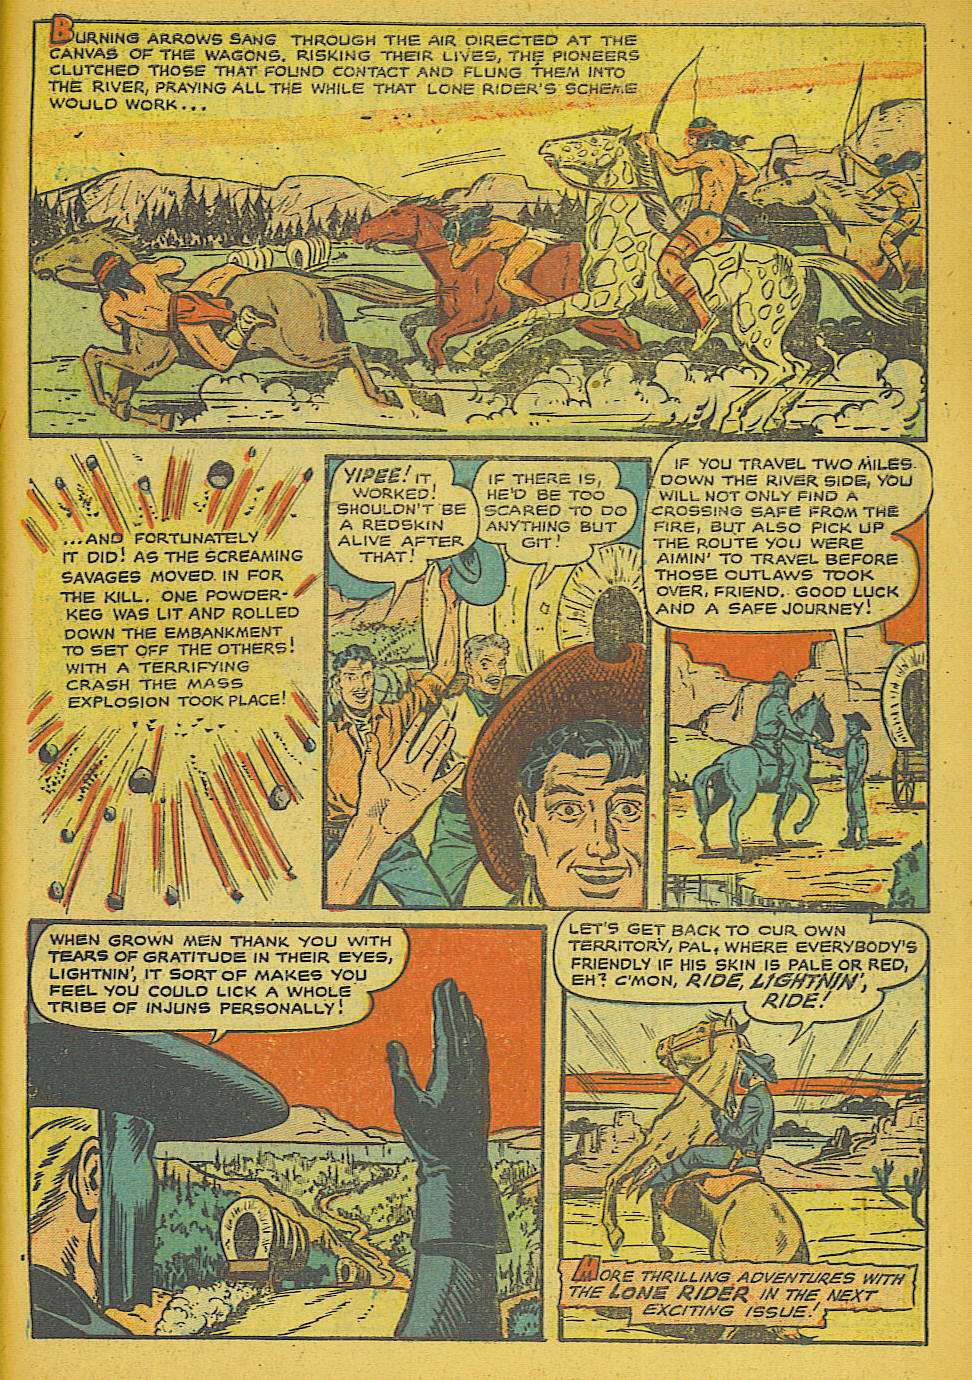 BURNING ARROWS SANG THROUGH THE AIR DIRECTED AT THE
CANVAS OF THE WAGONS. RISKING THEIR LIVES, THE PIONEERS
CLUTCHED THOSE THAT FOUND CONTACT AND FLUNG THEM INTO
THE RIVER, PRAYING ALL THE WHILE THAT LONE RIDER'S SCHEME
WOULD WORK...
...AND FORTUNATELY
IT DID! AS THE SCREAMING
SAVAGES MOVED IN FOR
THE KILL. ONE POWDER-
KEG WAS LIT AND ROLLED
DOWN THE EMBANKMENT
TO SET OFF THE OTHERS!
WITH A TERRIFYING
CRASH THE MASS
EXPLOSION TOOK PLACE!
YIPEE! IT
WORKED!
SHOULDN'T BE
A REDSKIN
ALIVE AFTER
THAT!
IF THERE IS,
HE'D BE TOO
SCARED TO DO
ANYTHING BUT
GIT!
IF YOU TRAVEL TWO MILES
DOWN THE RIVER SIDE, YOU
WILL NOT ONLY FIND A
CROSSING SAFE FROM THE
FIRE, BUT ALSO PICK UP
THE ROUTE YOU WERE
AIMIN' TO TRAVEL BEFORE
THOSE OUTLAWS TOOK
OVER, FRIEND. GOOD LUCK
AND A SAFE JOURNEY!
WHEN GROWN MEN THANK YOU WITH
TEARS OF GRATITUDE IN THEIR EYES,
LIGHTNIN', IT SORT OF MAKES YOU
FEEL YOU COULD LICK A WHOLE
TRIBE OF INJUNS PERSONALLY!
LET'S GET BACK TO OUR OWN
TERRITORY, PAL, WHERE EVERYBODY'S
FRIENDLY IF HIS SKIN IS PALE OR RED,
EH? C'MON, RIDE, LIGHTNIN',
RIDE!
MORE THRILLING ADVENTURES WITH
THE LONE RIDER IN THE NEXT
EXCITING ISSUE!